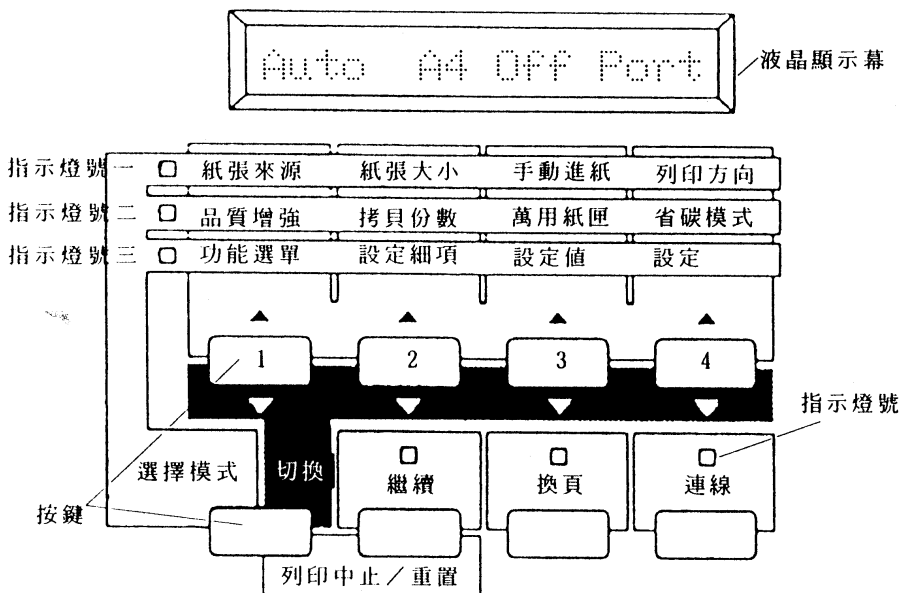 Auto A4 Off Port
液晶顯示幕
指示燈號一 紙張來源 紙張大小 手動進紙 列印方向
指示燈號二 品質增強 拷貝份數 萬用紙匣 省碳模式
指示燈號三 功能選單 設定細項 設定值 設定
1 2 3 4
指示燈號
選擇模式 切換 繼續 換頁 連線
按鍵
列印中止／重置